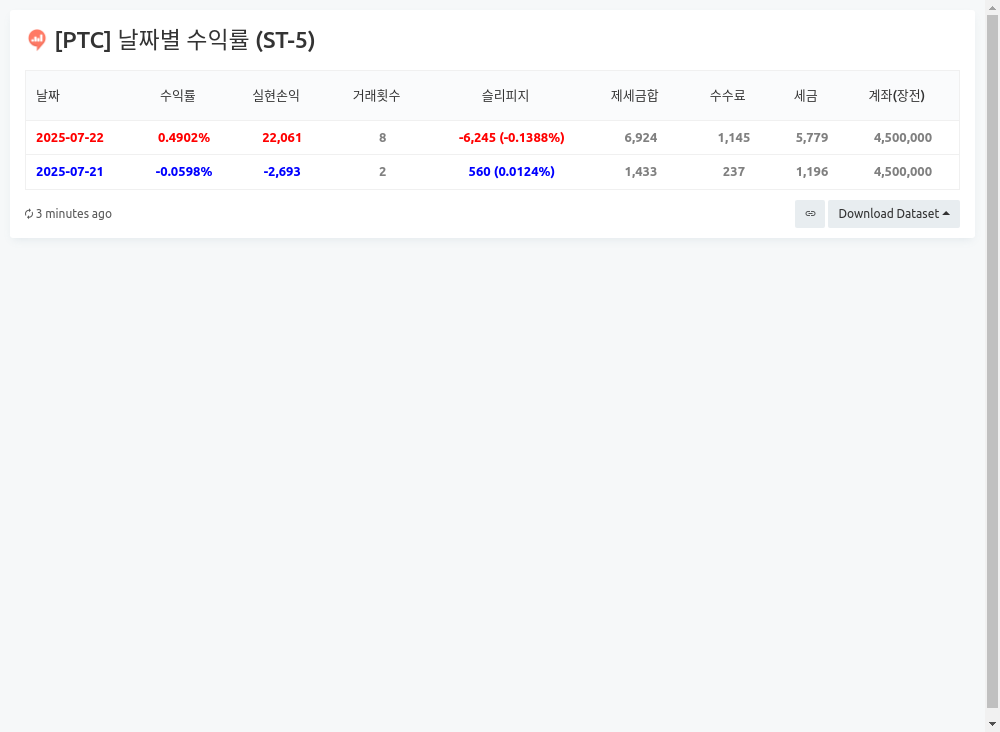 [PTC] 날짜별 수익률 (ST-5)
날짜 수익률 실현손익 거래횟수 슬리피지 제세금합 수수료 세금 계좌(장전)
2025-07-22 0.4902% 22,061 8 -6,245 (-0.1388%) 6,924 1,145 5,779 4,500,000
2025-07-21 -0.0598% -2,693 2 560 (0.0124%) 1,433 237 1,196 4,500,000
3 minutes ago Download Dataset